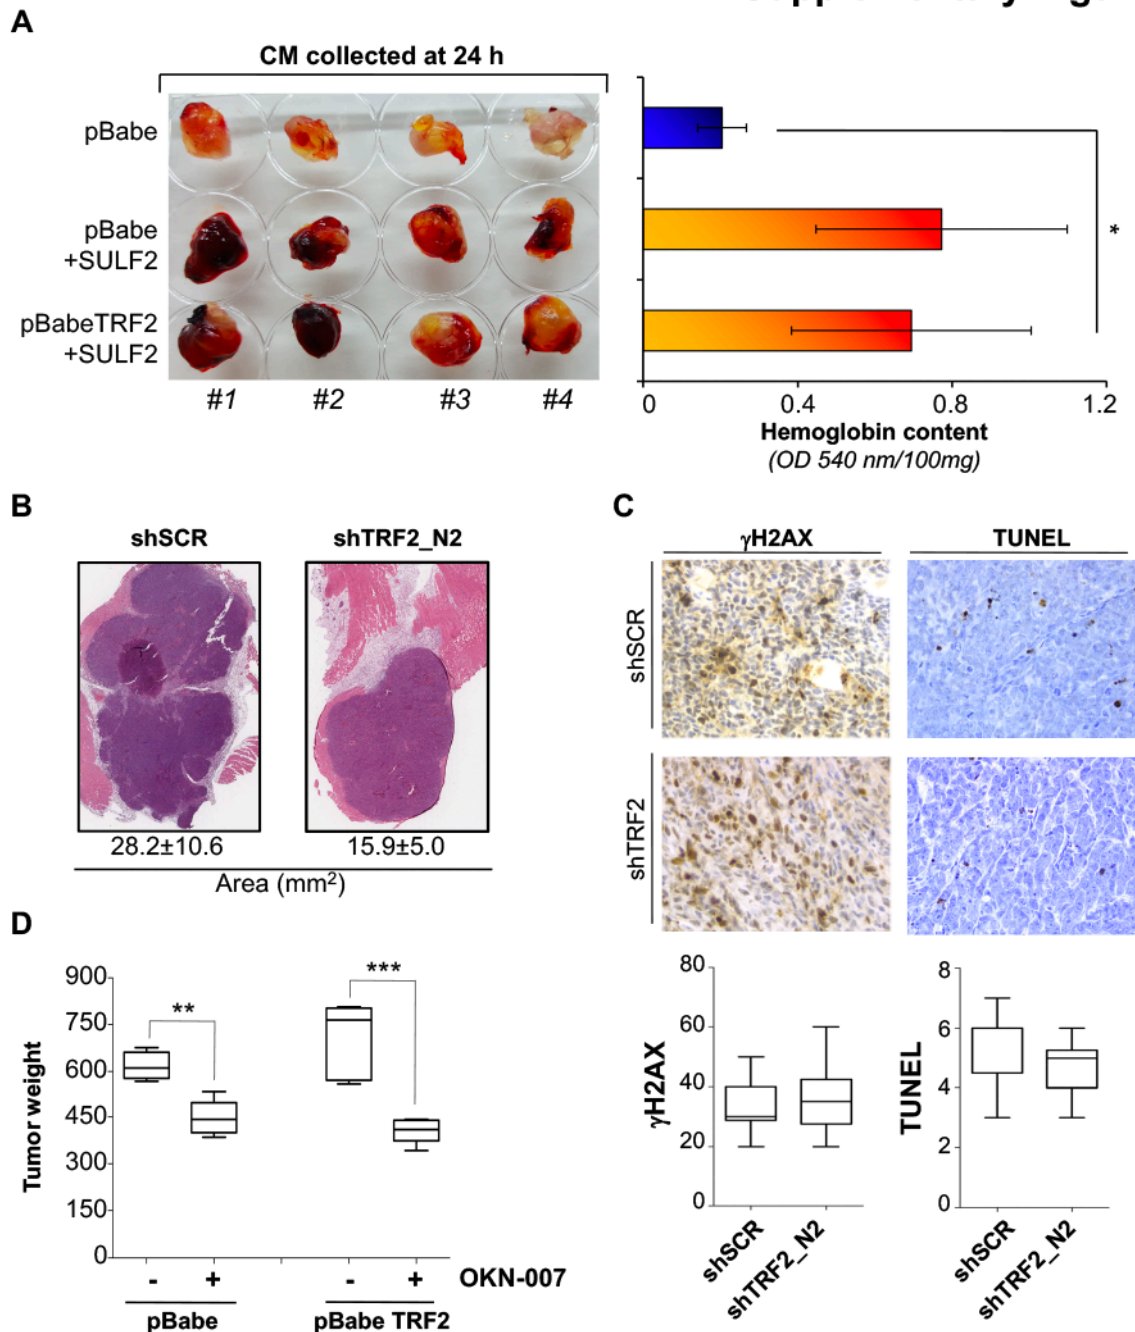 A
CM collected at 24 h
pBabe
pBabe
+SULF2
pBabeTRF2
+SULF2
#1 #2 #3 #4
*
0 0.4 0.8 1.2
Hemoglobin content
(OD 540 nm/100mg)
B
shSCR shTRF2_N2
28.2±10.6 15.9±5.0
Area (mm²)
C
γH2AX TUNEL
shSCR
shTRF2
80
60
40
20
0
γH2AX
shSCR
shTRF2_N2
8
6
4
2
0
TUNEL
shSCR
shTRF2_N2
D
900
750
600
450
300
150
0
Tumor weight
** ***
- + - + OKN-007
pBabe pBabe TRF2